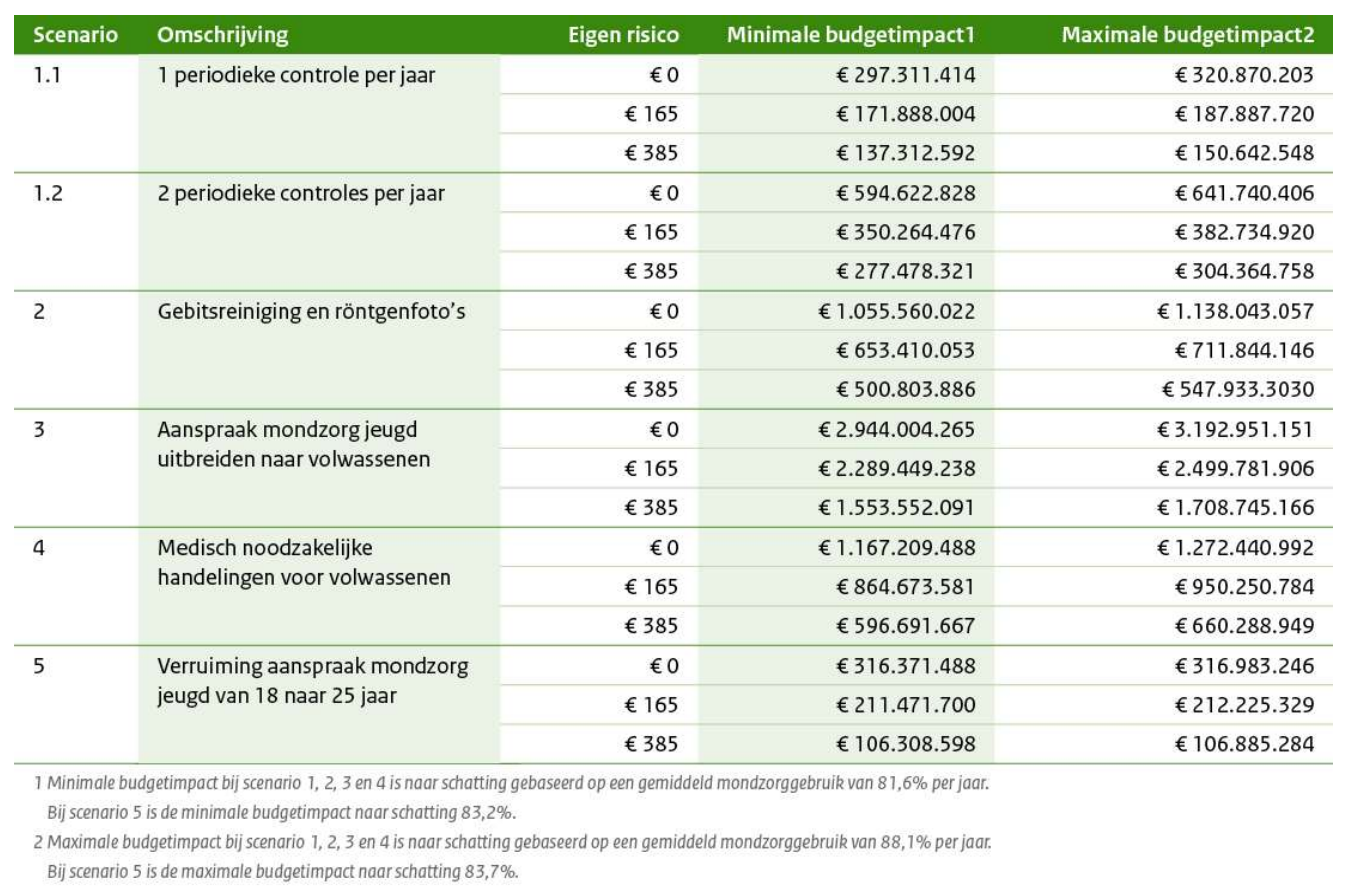 Scenario Omschrijving Eigen risico Minimale budgetimpact1 Maximale budgetimpact2
1.1 1 periodieke controle per jaar € 0 € 297.311.414 € 320.870.203
€ 165 € 171.888.004 € 187.887.720
€ 385 € 137.312.592 € 150.642.548
1.2 2 periodieke controles per jaar € 0 € 594.622.828 € 641.740.406
€ 165 € 350.264.476 € 382.734.920
€ 385 € 277.478.321 € 304.364.758
2 Gebitsreiniging en röntgenfoto’s € 0 € 1.055.560.022 € 1.138.043.057
€ 165 € 653.410.053 € 711.844.146
€ 385 € 500.803.886 € 547.933.3030
3 Aanspraak mondzorg jeugd € 0 € 2.944.004.265 € 3.192.951.151
uitbreiden naar volwassenen € 165 € 2.289.449.238 € 2.499.781.906
€ 385 € 1.553.552.091 € 1.708.745.166
4 Medisch noodzakelijke € 0 € 1.167.209.488 € 1.272.440.992
handelingen voor volwassenen € 165 € 864.673.581 € 950.250.784
€ 385 € 596.691.667 € 660.288.949
5 Verruiming aanspraak mondzorg € 0 € 316.371.488 € 316.983.246
jeugd van 18 naar 25 jaar € 165 € 211.471.700 € 212.225.329
€ 385 € 106.308.598 € 106.885.284
1 Minimale budgetimpact bij scenario 1, 2, 3 en 4 is naar schatting gebaseerd op een gemiddeld mondzorggebruik van 81,6% per jaar.
Bij scenario 5 is de minimale budgetimpact naar schatting 83,2%.
2 Maximale budgetimpact bij scenario 1, 2, 3 en 4 is naar schatting gebaseerd op een gemiddeld mondzorggebruik van 88,1% per jaar.
Bij scenario 5 is de maximale budgetimpact naar schatting 83,7%.